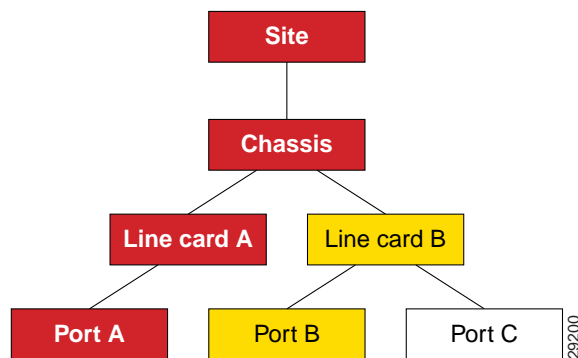 Site
Chassis
Line card A
Line card B
Port A
Port B
Port C
29200